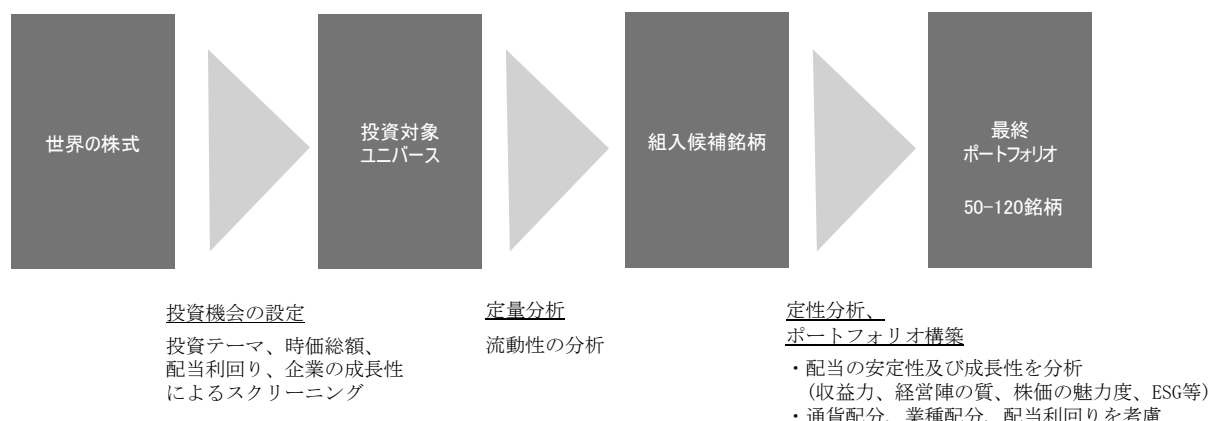 世界の株式
投資対象
ユニバース
組入候補銘柄
最終
ポートフォリオ
50-120銘柄
投資機会の設定
投資テーマ、時価総額、
配当利回り、企業の成長性
によるスクリーニング
定量分析
流動性の分析
定性分析、
ポートフォリオ構築
・配当の安定性及び成長性を分析
(収益力、経営陣の質、株価の魅力度、ESG等)
・通貨配分、業種配分、配当利回りを考慮